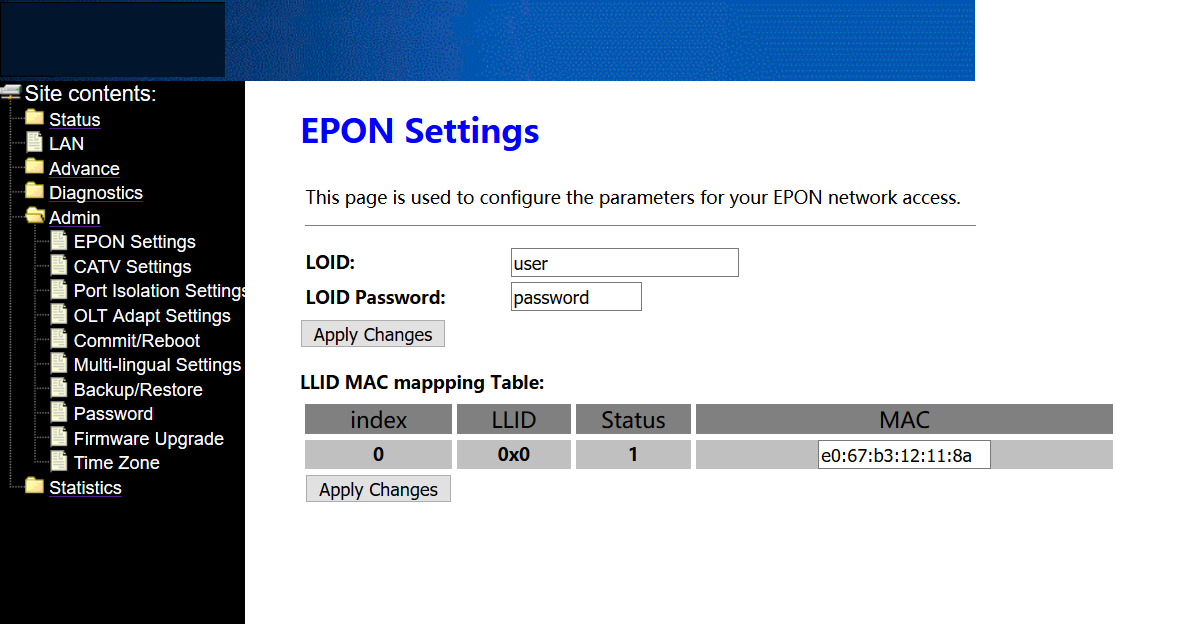 Site contents:
Status
LAN
Advance
Diagnostics
Admin
EPON Settings
CATV Settings
Port Isolation Settings
OLT Adapt Settings
Commit/Reboot
Multi-lingual Settings
Backup/Restore
Password
Firmware Upgrade
Time Zone
Statistics
EPON Settings
This page is used to configure the parameters for your EPON network access.
LOID: user
LOID Password: password
Apply Changes
LLID MAC mappping Table:
index LLID Status MAC
0 0x0 1 e0:67:b3:12:11:8a
Apply Changes